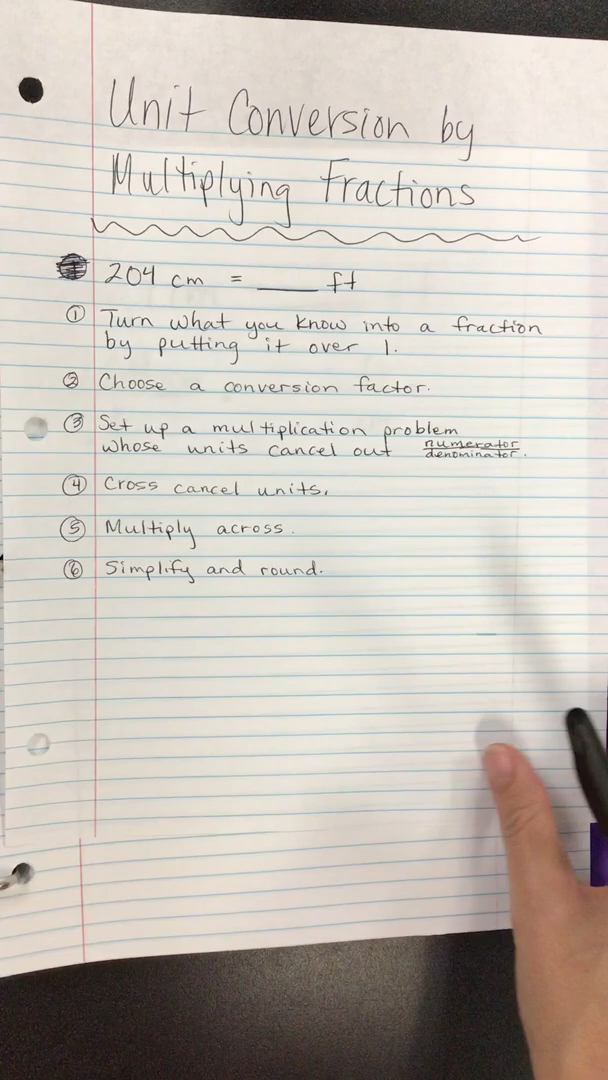 Unit Conversion by
Multiplying Fractions
204 cm = ____ ft
① Turn what you know into a fraction
by putting it over 1.
② Choose a conversion factor.
③ Set up a multiplication problem
whose units cancel out numerator
denominator.
④ Cross cancel units.
⑤ Multiply across.
⑥ Simplify and round.